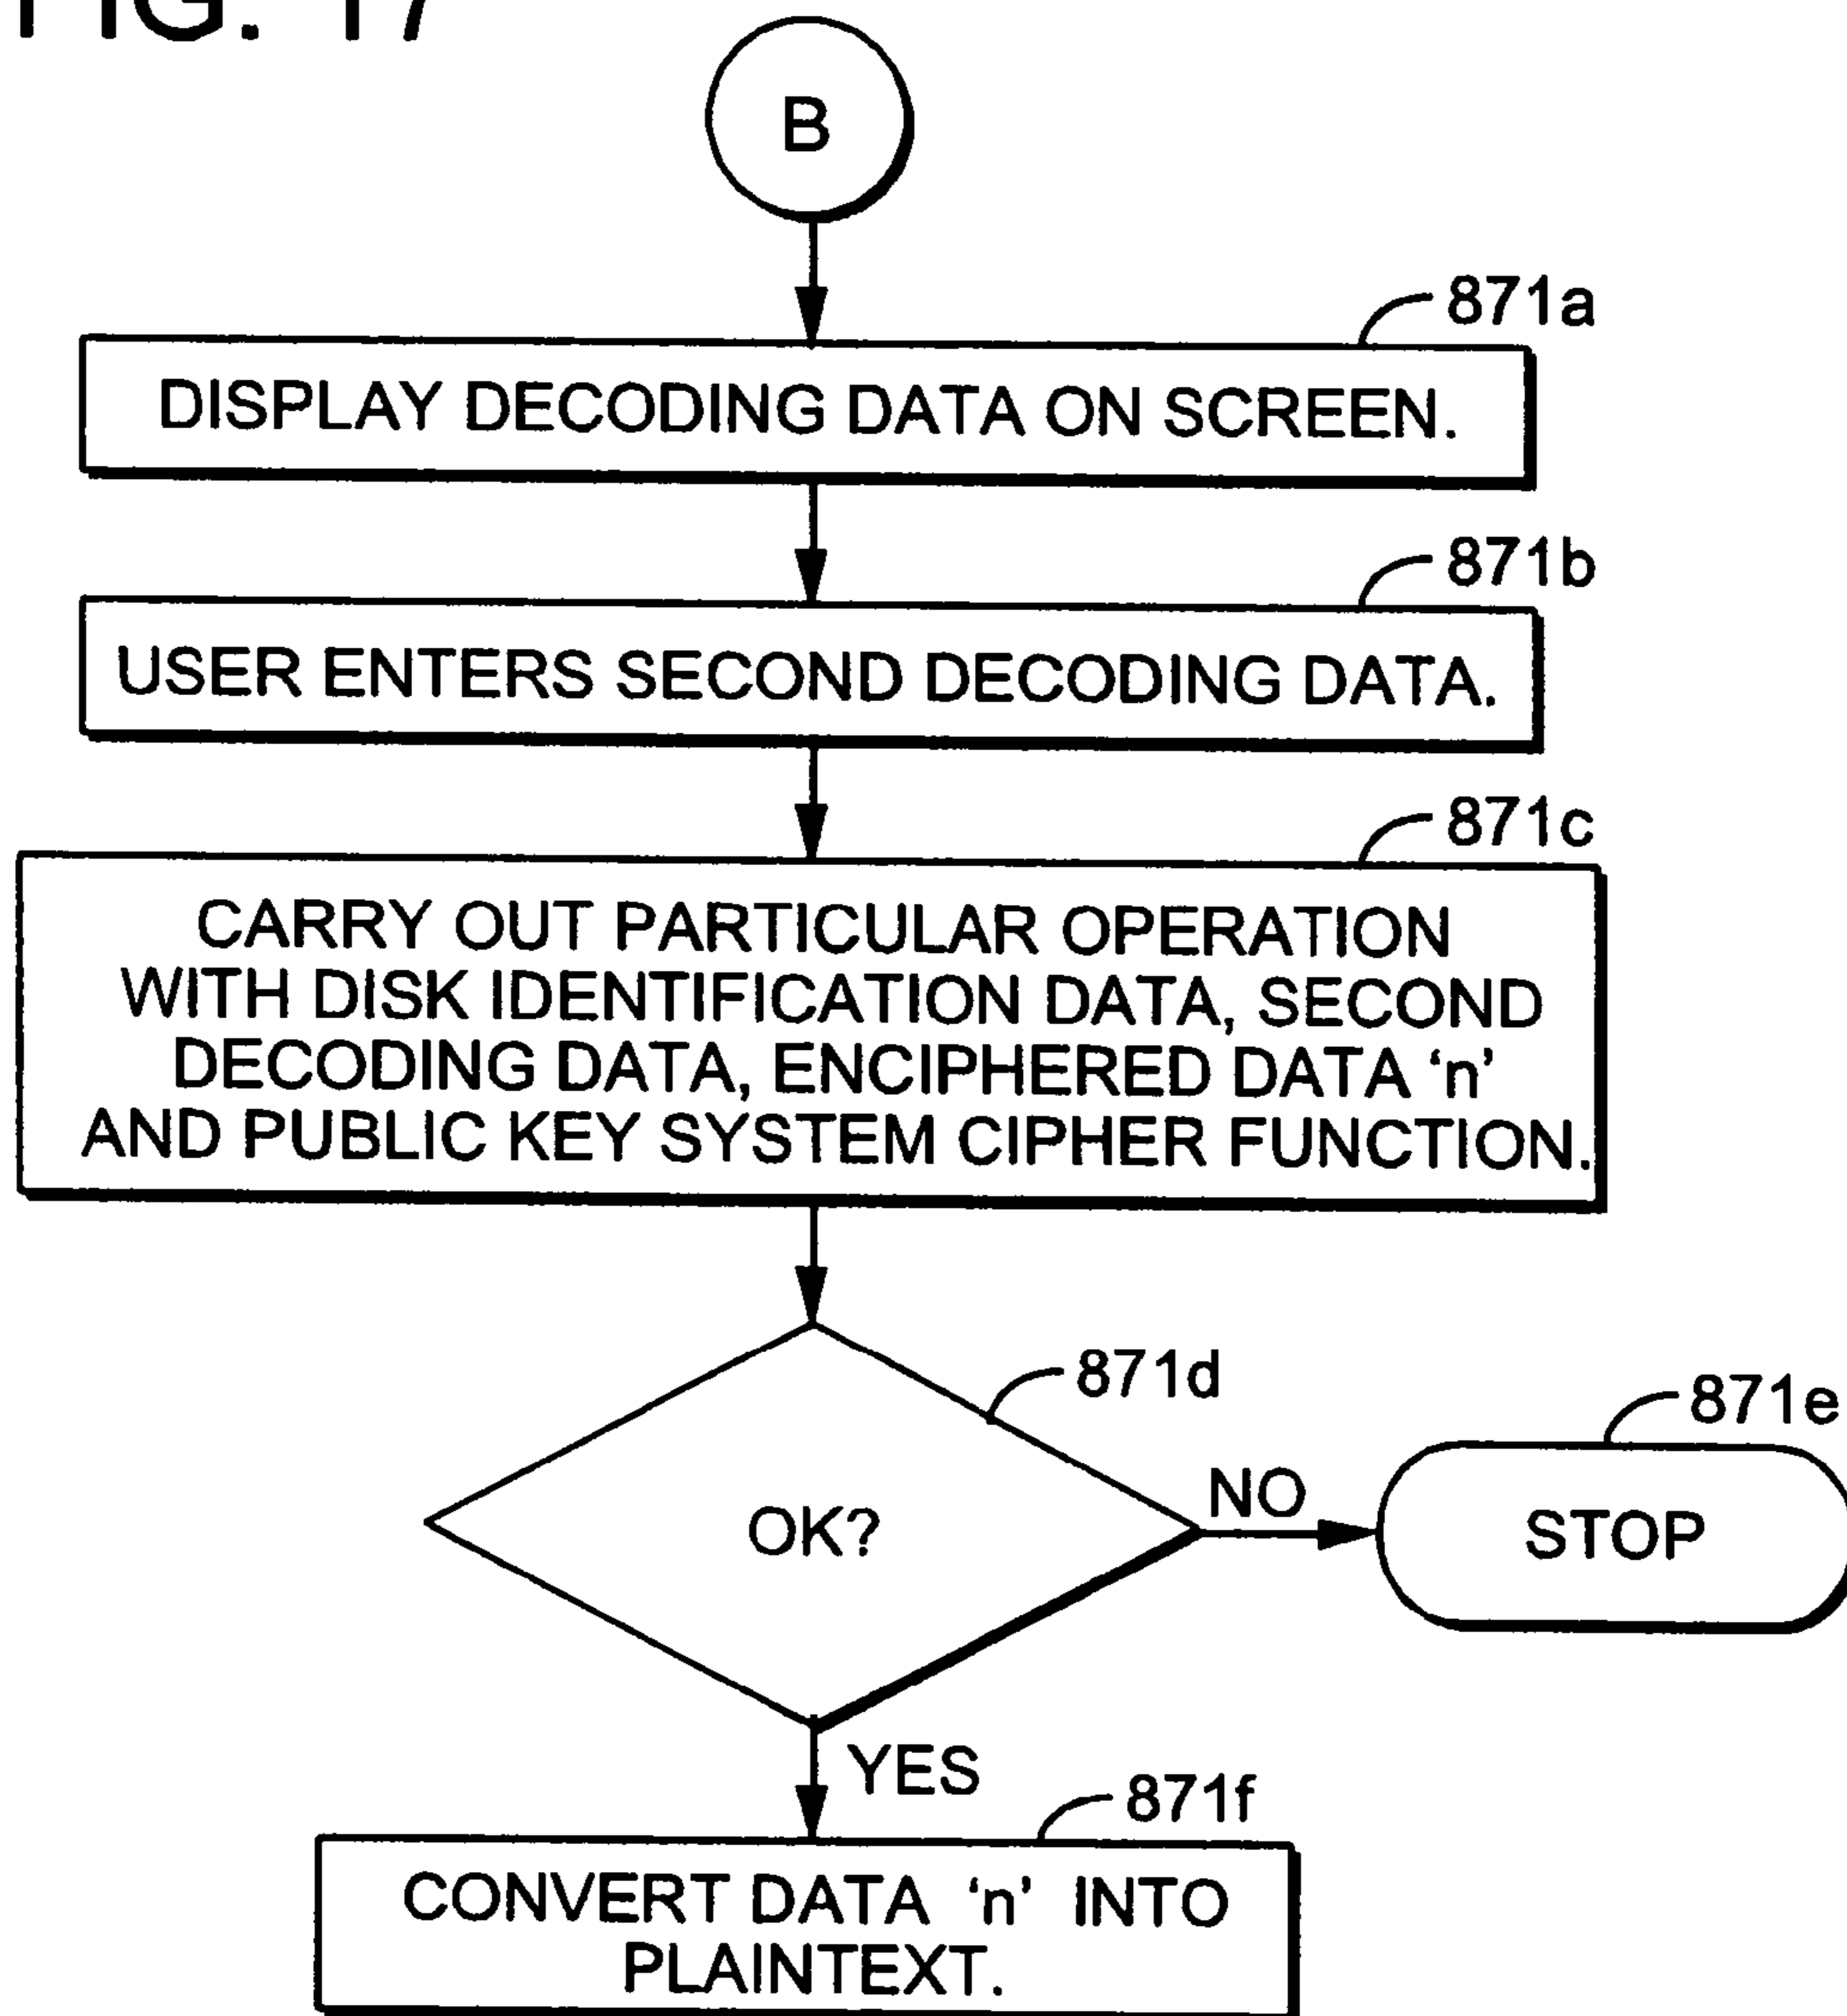 FIG. 17
B
871a
DISPLAY DECODING DATA ON SCREEN.
871b
USER ENTERS SECOND DECODING DATA.
871c
CARRY OUT PARTICULAR OPERATION
WITH DISK IDENTIFICATION DATA, SECOND
DECODING DATA, ENCIPHERED DATA ‘n’
AND PUBLIC KEY SYSTEM CIPHER FUNCTION.
871d
OK?
NO
871e
STOP
YES
871f
CONVERT DATA ‘n’ INTO
PLAINTEXT.